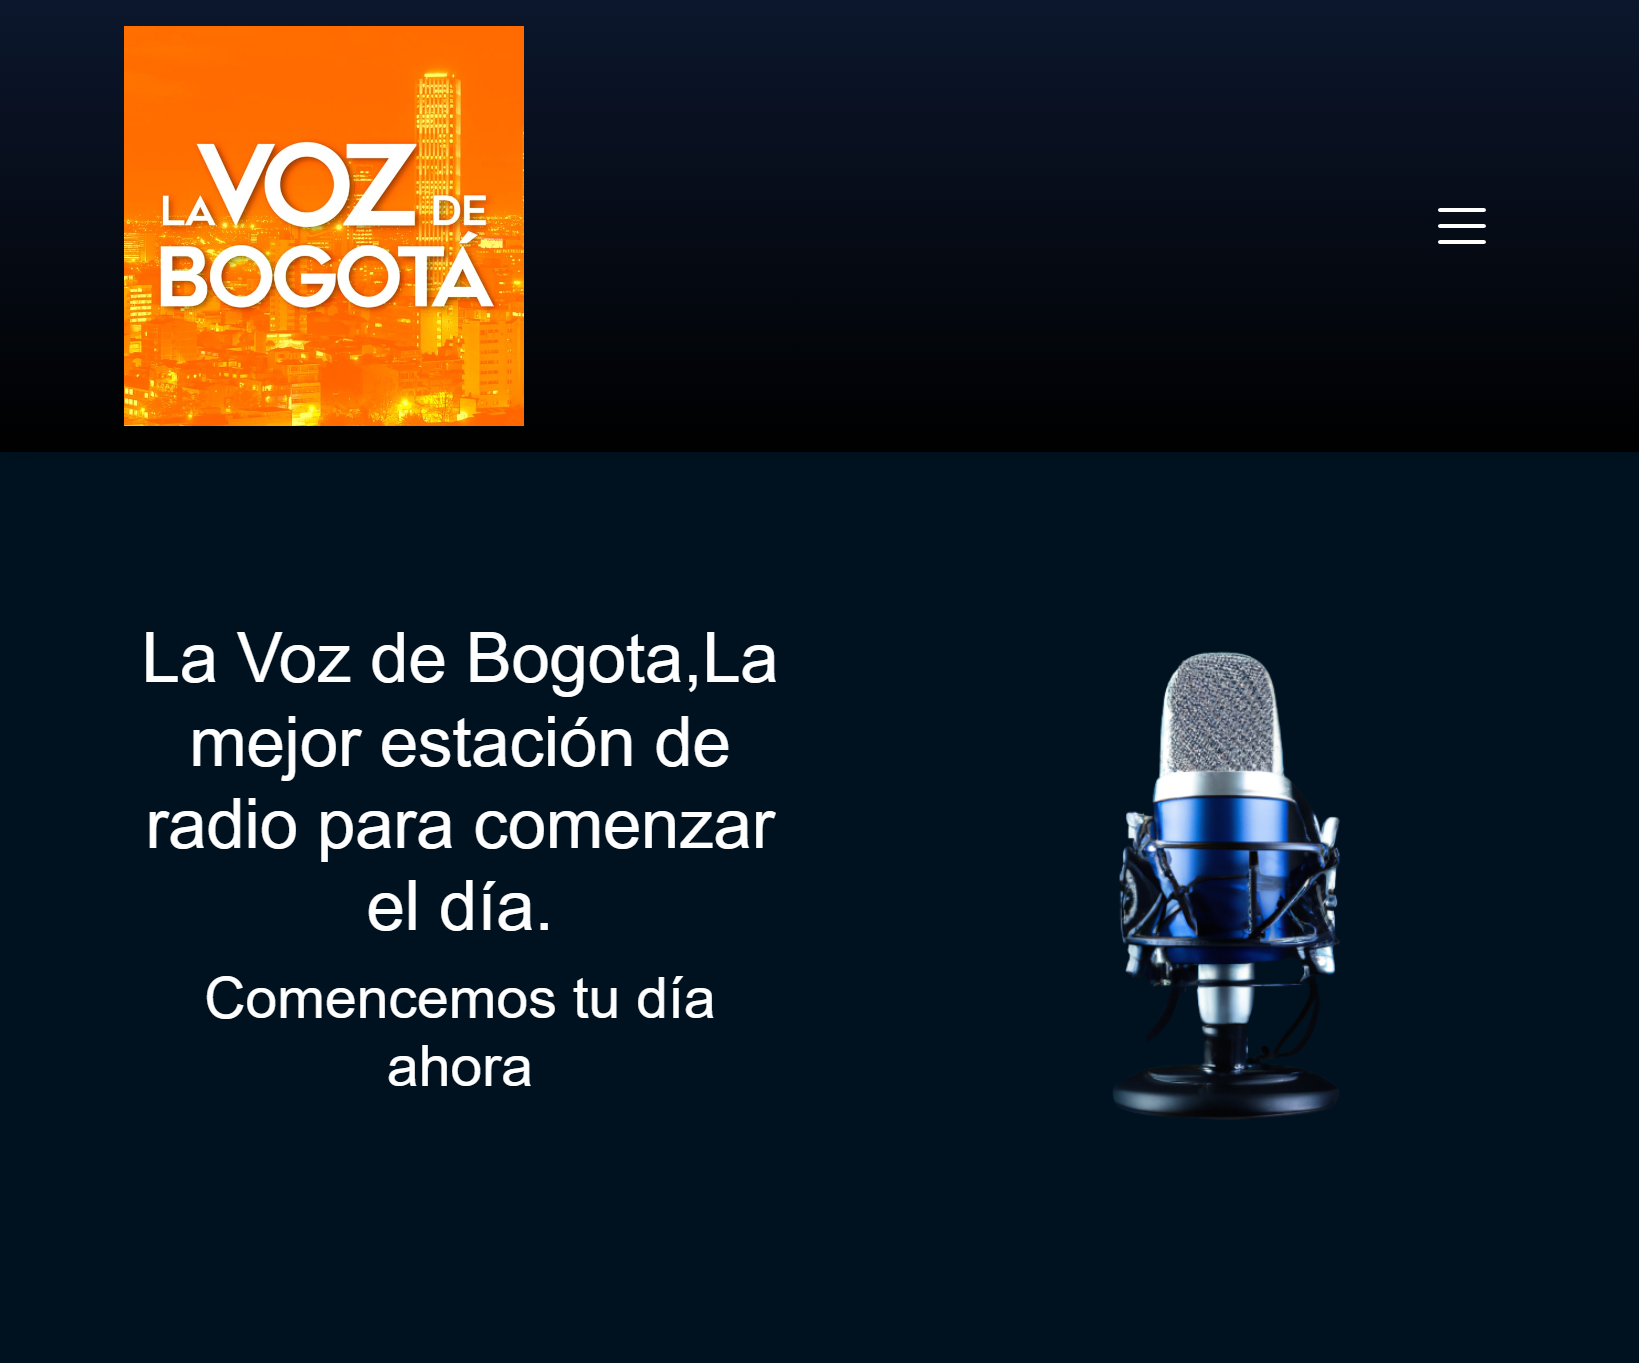 LA VOZ DE
BOGOTÁ
La Voz de Bogota,La
mejor estación de
radio para comenzar
el día.
Comencemos tu día
ahora